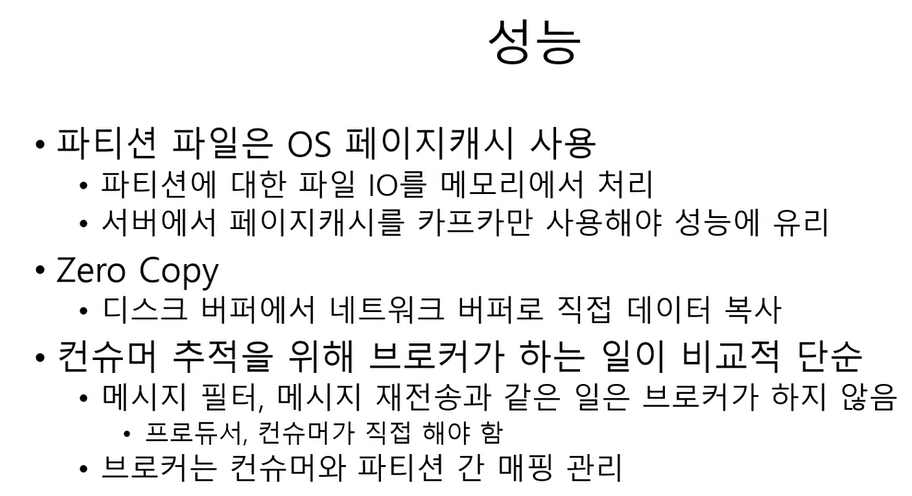 성능
• 파티션 파일은 OS 페이지캐시 사용
• 파티션에 대한 파일 IO를 메모리에서 처리
• 서버에서 페이지캐시를 카프카만 사용해야 성능에 유리
• Zero Copy
• 디스크 버퍼에서 네트워크 버퍼로 직접 데이터 복사
• 컨슈머 추적을 위해 브로커가 하는 일이 비교적 단순
• 메시지 필터, 메시지 재전송과 같은 일은 브로커가 하지 않음
• 프로듀서, 컨슈머가 직접 해야 함
• 브로커는 컨슈머와 파티션 간 매핑 관리